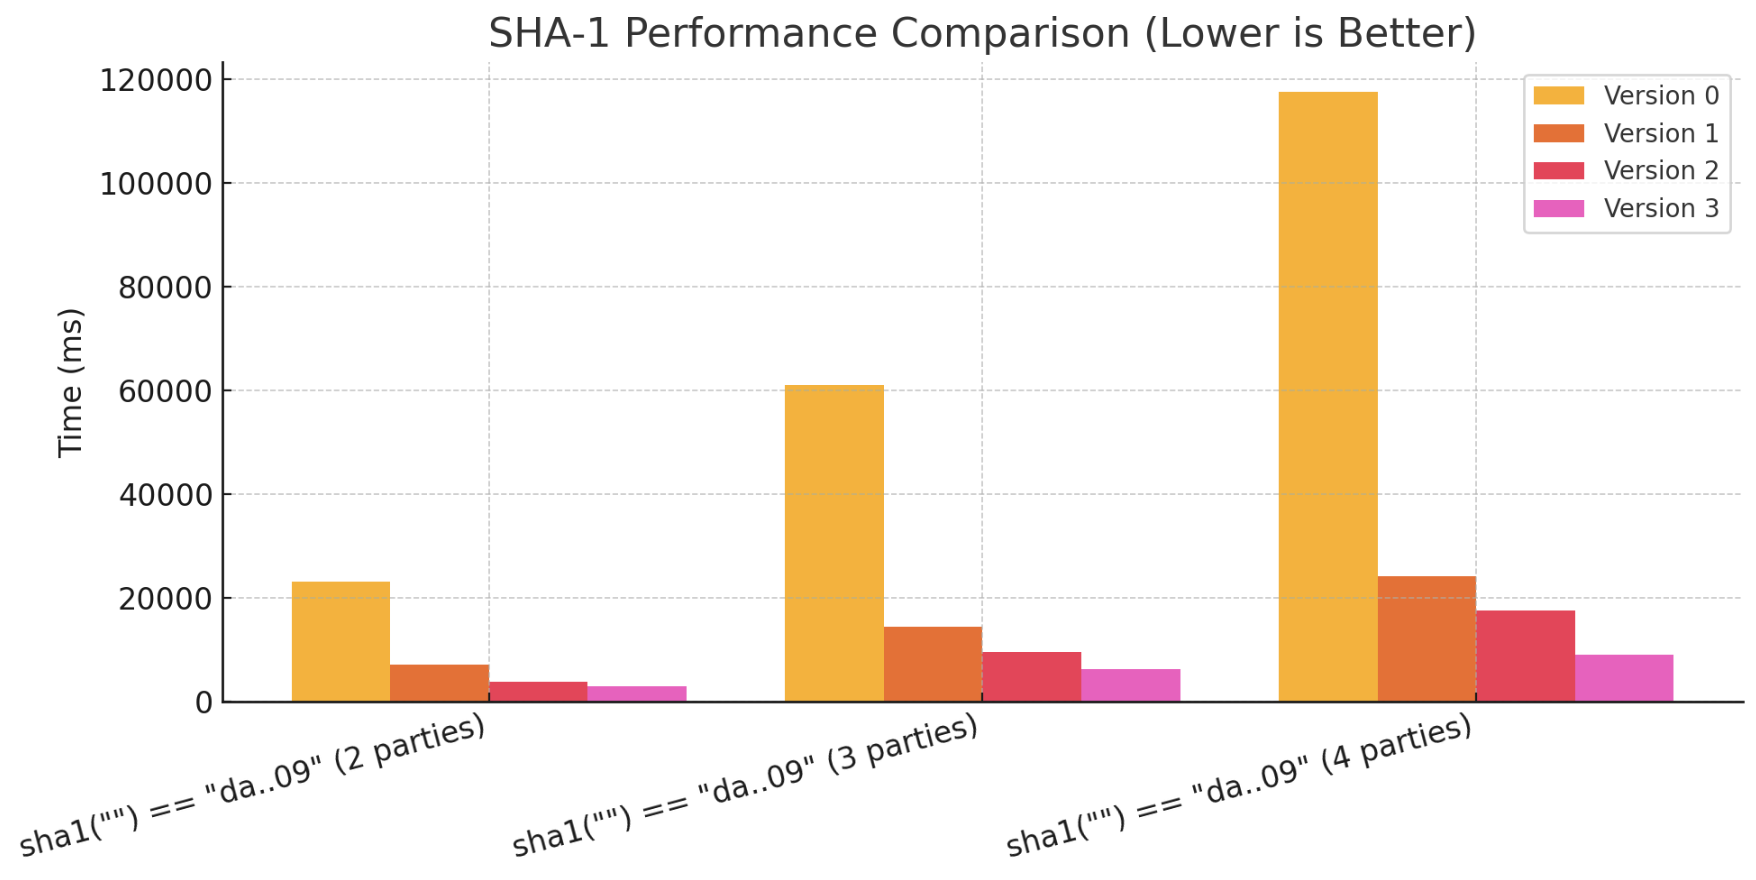 SHA-1 Performance Comparison (Lower is Better)
120000
100000
80000
60000
40000
20000
0
Time (ms)
Version 0
Version 1
Version 2
Version 3
sha1("") == "da..09" (2 parties)
sha1("") == "da..09" (3 parties)
sha1("") == "da..09" (4 parties)